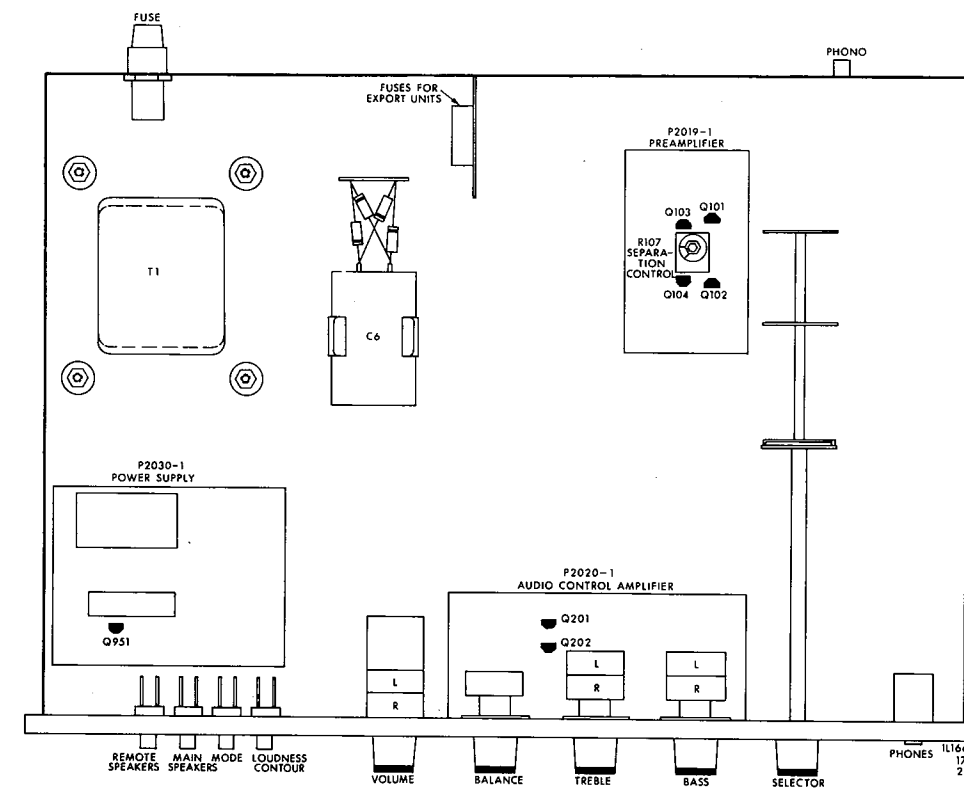 FUSE
PHONO
FUSES FOR
EXPORT UNITS
P2019-1
PREAMPLIFIER
Q103
Q101
R107
SEPARA-
TION
CONTROL
Q104
Q102
T1
C6
P2030-1
POWER SUPPLY
Q951
P2020-1
AUDIO CONTROL AMPLIFIER
Q201
Q202
L
R
L
R
L
R
REMOTE
SPEAKERS
MAIN
SPEAKERS
MODE
LOUDNESS
CONTOUR
VOLUME
BALANCE
TREBLE
BASS
SELECTOR
PHONES